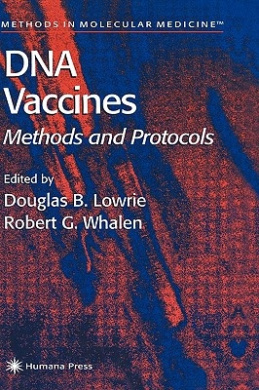 METHODS IN MOLECULAR MEDICINE™
DNA
Vaccines
Methods and Protocols
Edited by
Douglas B. Lowrie
Robert G. Whalen
Humana Press